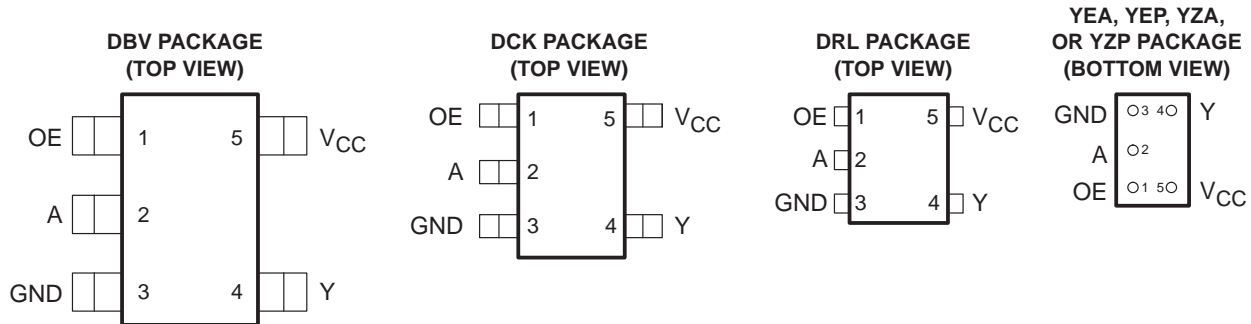 DBV PACKAGE
(TOP VIEW)
OE 1 5 VCC
A 2
GND 3 4 Y
DCK PACKAGE
(TOP VIEW)
OE 1 5 VCC
A 2
GND 3 4 Y
DRL PACKAGE
(TOP VIEW)
OE 1 5 VCC
A 2
GND 3 4 Y
YEA, YEP, YZA,
OR YZP PACKAGE
(BOTTOM VIEW)
GND 3 4 Y
A 2
OE 1 5 VCC